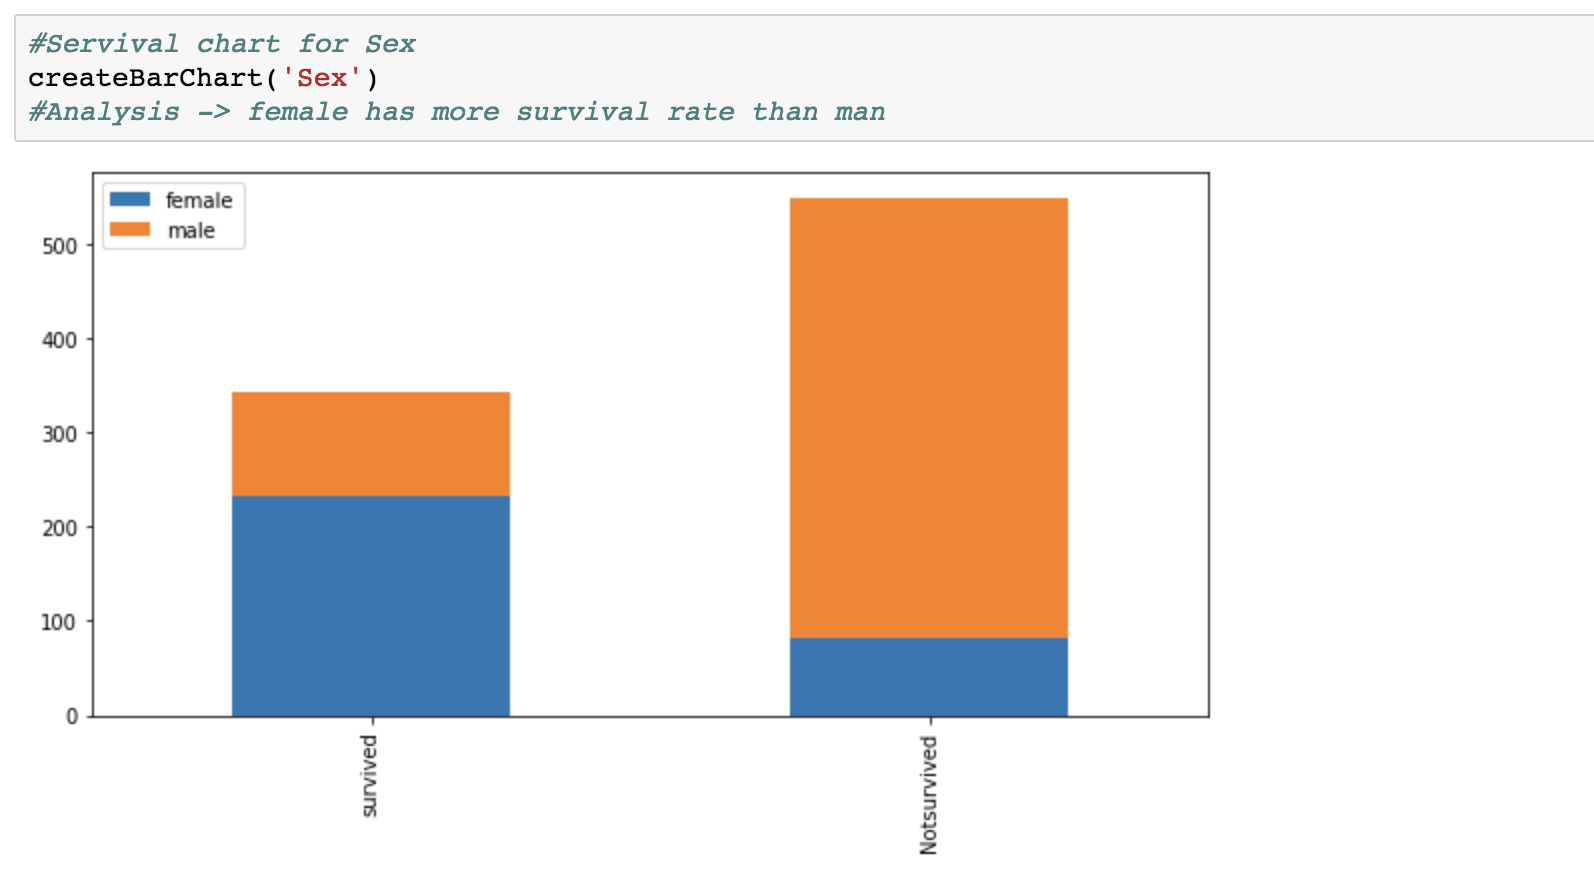 #Servival chart for Sex
createBarChart('Sex')
#Analysis -> female has more survival rate than man
female
male
500
400
300
200
100
0
survived
Notsurvived